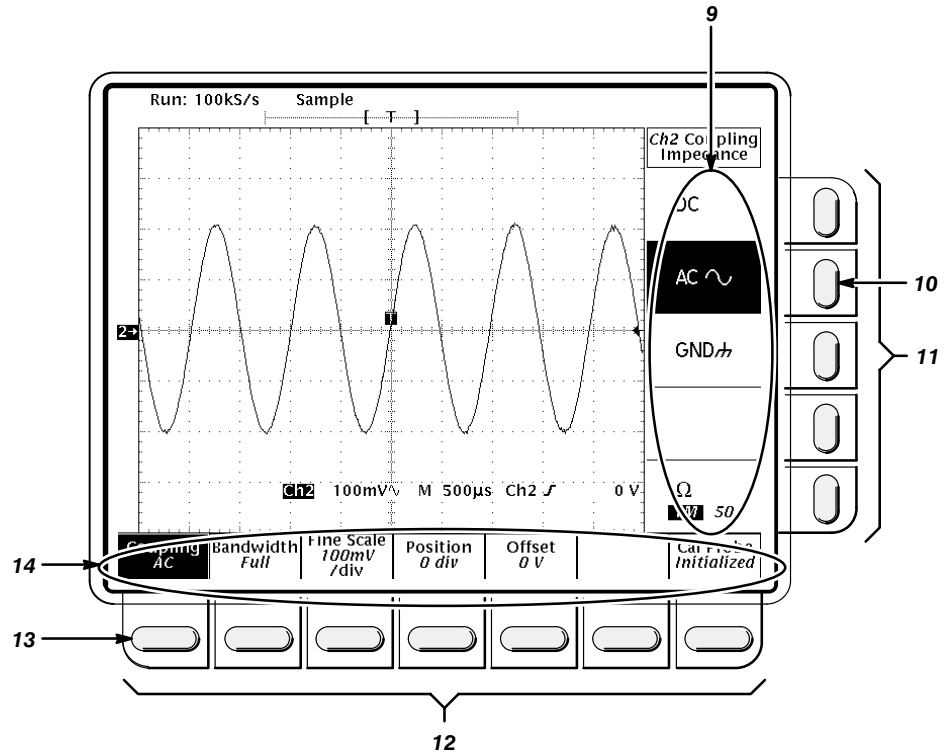 9
Run: 100kS/s Sample
[ T ]
Ch2 Coupling
Impedance
DC
AC
10
2
T
GND
11
Ch2 100mV M 500µs Ch2 0 V
Ω
50
14
Coupling
AC
Bandwidth
Full
Fine Scale
100mV
/div
Position
0 div
Offset
0 V
Cal Probe
Initialized
13
12